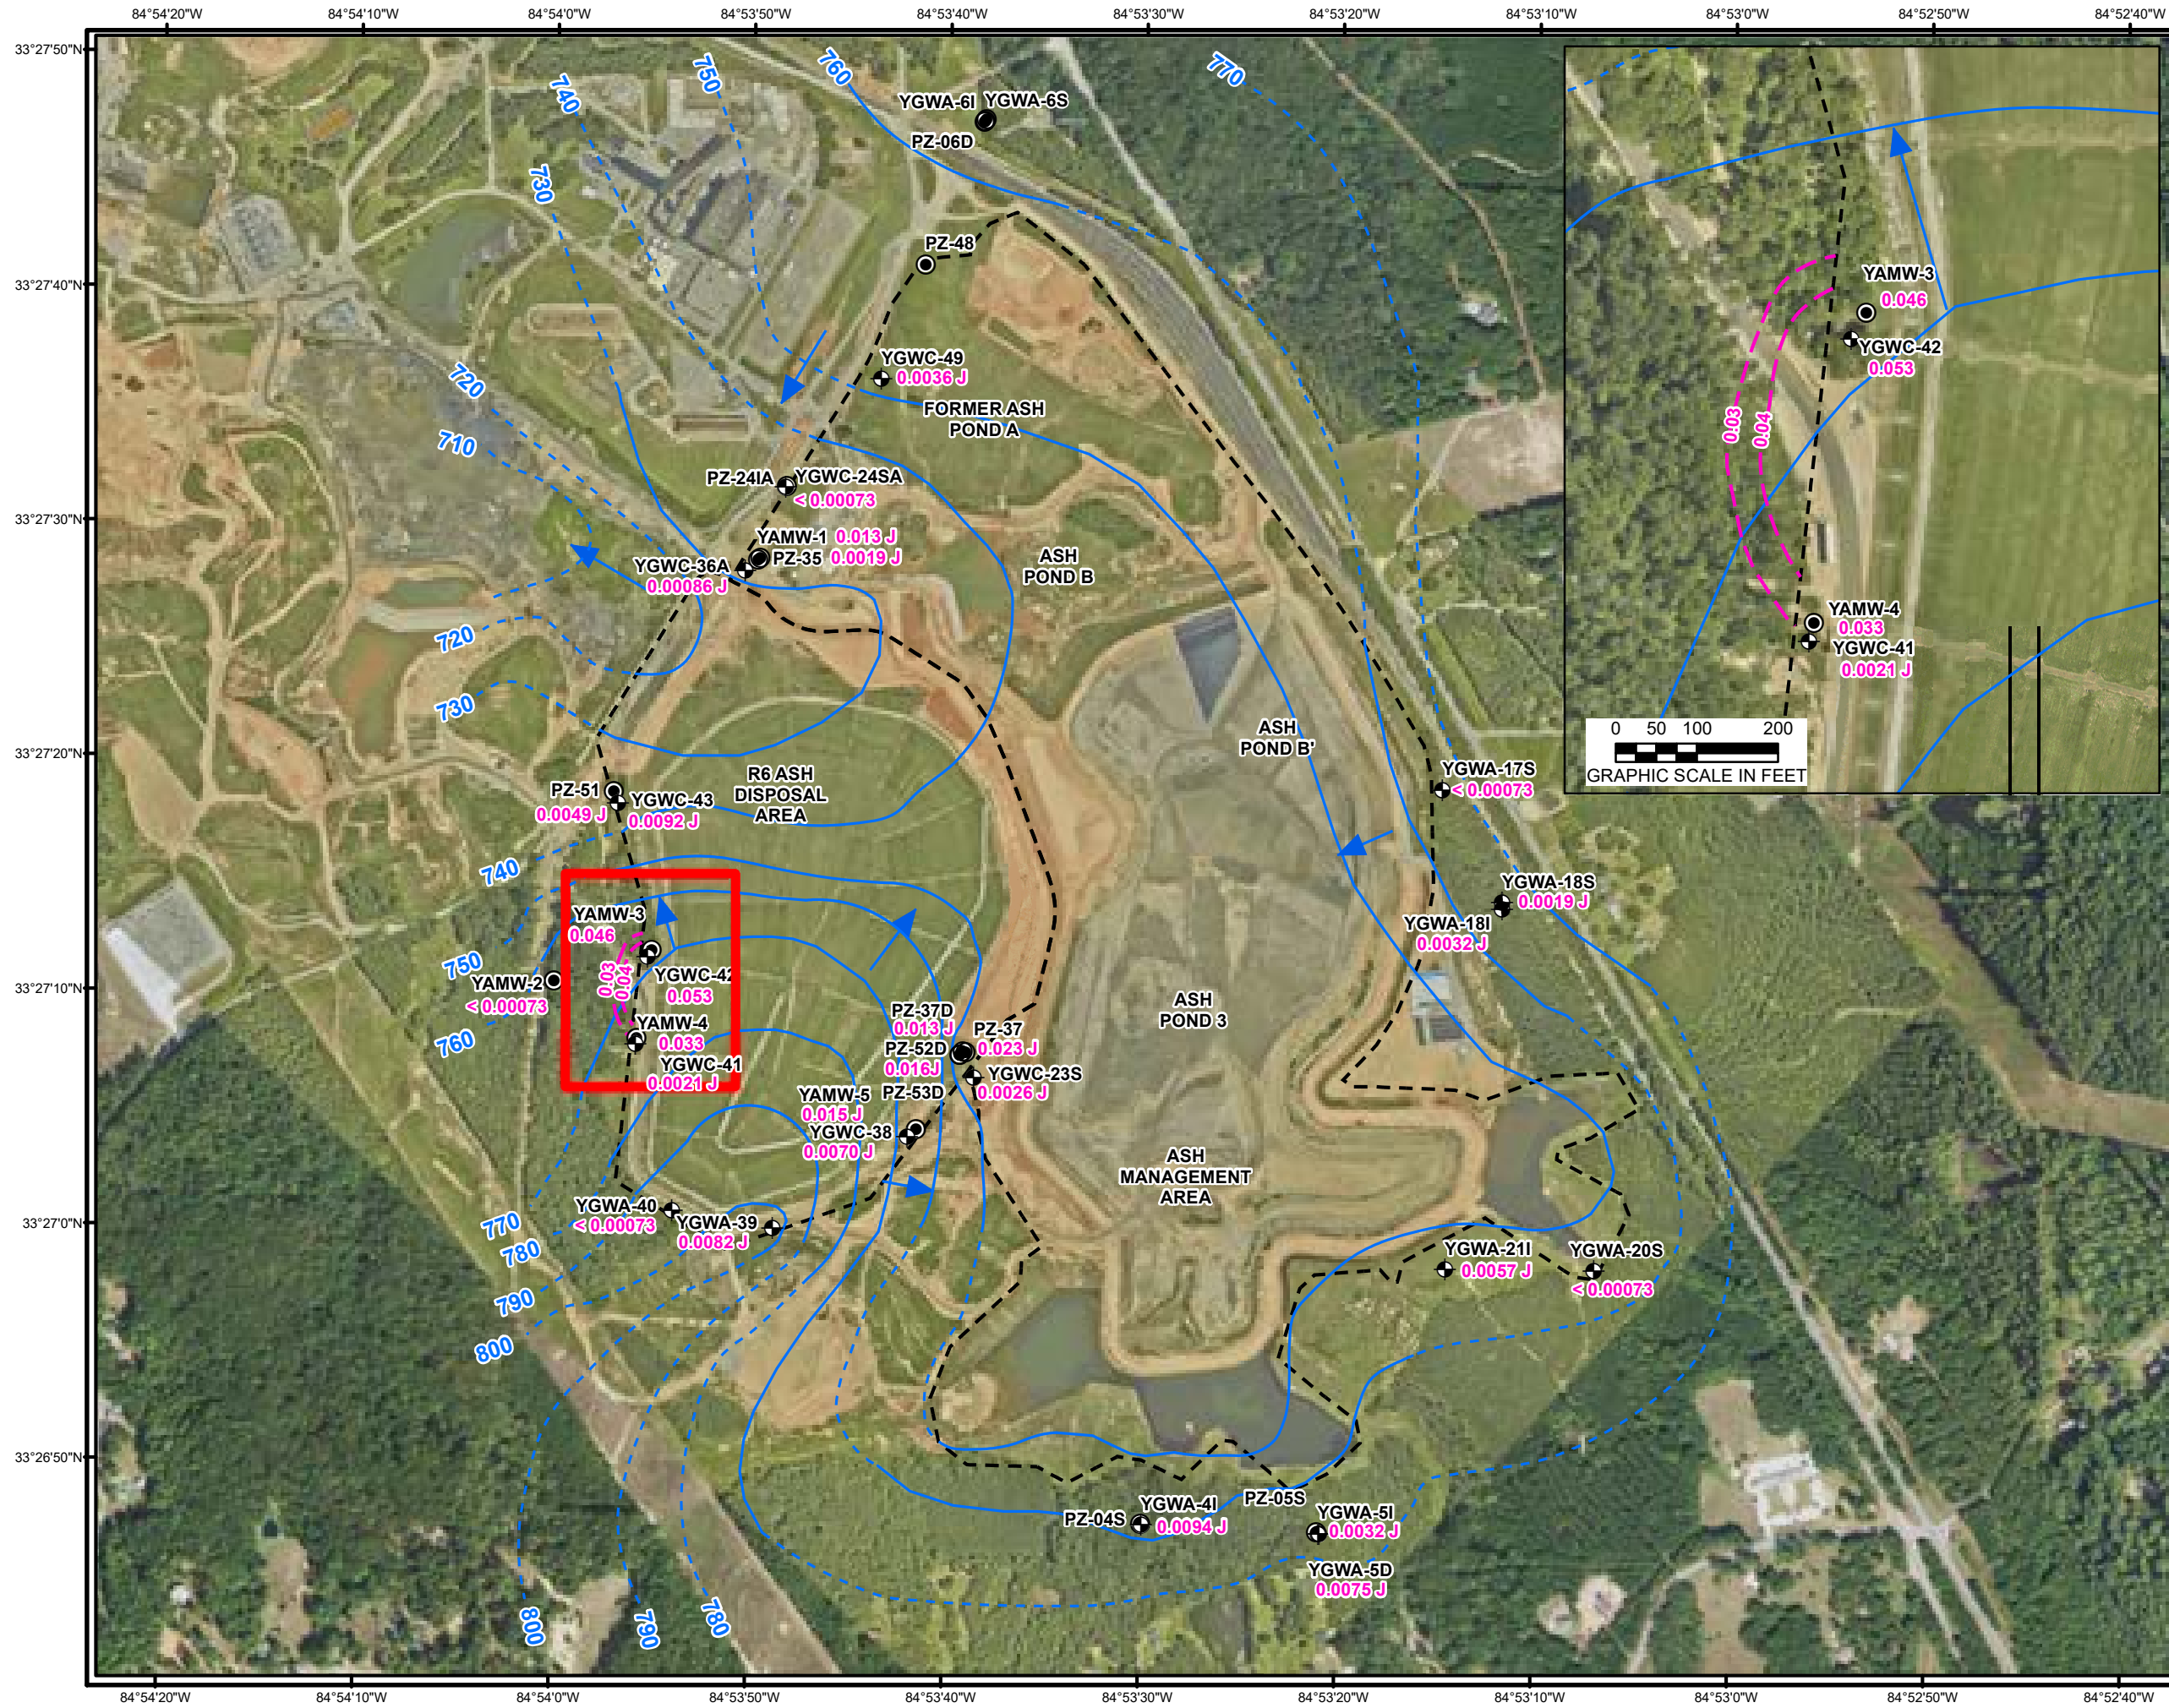 84°54'20"W 84°54'10"W 84°54'0"W 84°53'50"W 84°53'40"W 84°53'30"W 84°53'20"W 84°53'10"W 84°53'0"W 84°52'50"W 84°52'40"W
33°27'50"N
33°27'40"N
33°27'30"N
33°27'20"N
33°27'10"N
33°27'0"N
33°26'50"N
740
750
760
770
730
720
710
720
730
740
750
760
770
780
790
800
800
790
780
YGWA-6I YGWA-6S
PZ-06D
PZ-48
YGWC-49
0.0036 J
FORMER ASH
POND A
PZ-24IA YGWC-24SA
< 0.00073
YAMW-1 0.013 J
PZ-35 0.0019 J
YGWC-36A
0.00086 J
ASH
POND B
ASH
POND B'
R6 ASH
DISPOSAL
AREA
PZ-51
0.0049 J
YGWC-43
0.0092 J
YGWA-17S
< 0.00073
YGWA-18S
0.0019 J
YGWA-18I
0.0032 J
YAMW-3
0.046
0.03
0.04
YGWC-42
0.053
YAMW-2
< 0.00073
YAMW-4
0.033
YGWC-41
0.0021 J
PZ-37D
0.013 J
PZ-37
0.023 J
PZ-52D
0.016J
YGWC-23S
0.0026 J
PZ-53D
YAMW-5
0.015 J
YGWC-38
0.0070 J
ASH
POND 3
ASH
MANAGEMENT
AREA
YGWA-40
< 0.00073
YGWA-39
0.0082 J
YGWA-21I
0.0057 J
YGWA-20S
< 0.00073
PZ-04S
YGWA-4I
0.0094 J
PZ-05S
YGWA-5I
0.0032 J
YGWA-5D
0.0075 J
YAMW-3
0.046
YGWC-42
0.053
0.03
0.04
YAMW-4
0.033
YGWC-41
0.0021 J
0 50 100 200
GRAPHIC SCALE IN FEET
84°54'20"W 84°54'10"W 84°54'0"W 84°53'50"W 84°53'40"W 84°53'30"W 84°53'20"W 84°53'10"W 84°53'0"W 84°52'50"W 84°52'40"W